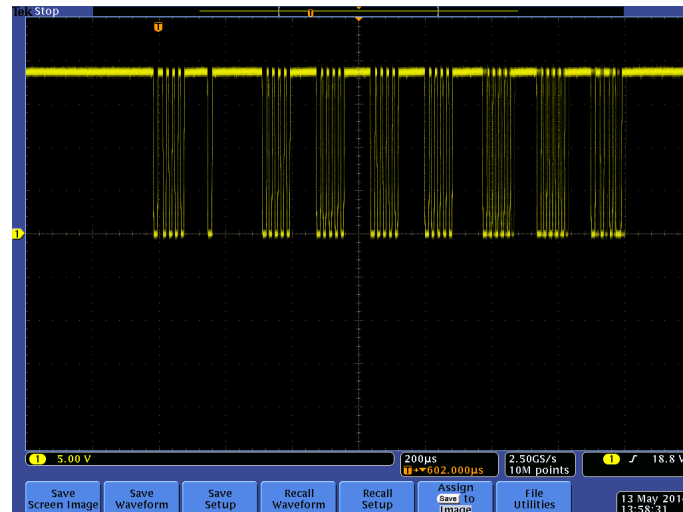 Tek Stop
T
T
1
1 5.00 V
200µs
T→▼602.000µs
2.50GS/s
10M points
1 ∫ 18.8 V
Save
Screen Image
Save
Waveform
Save
Setup
Recall
Waveform
Recall
Setup
Assign
Save to
Image
File
Utilities
13 May 201
13:58:31